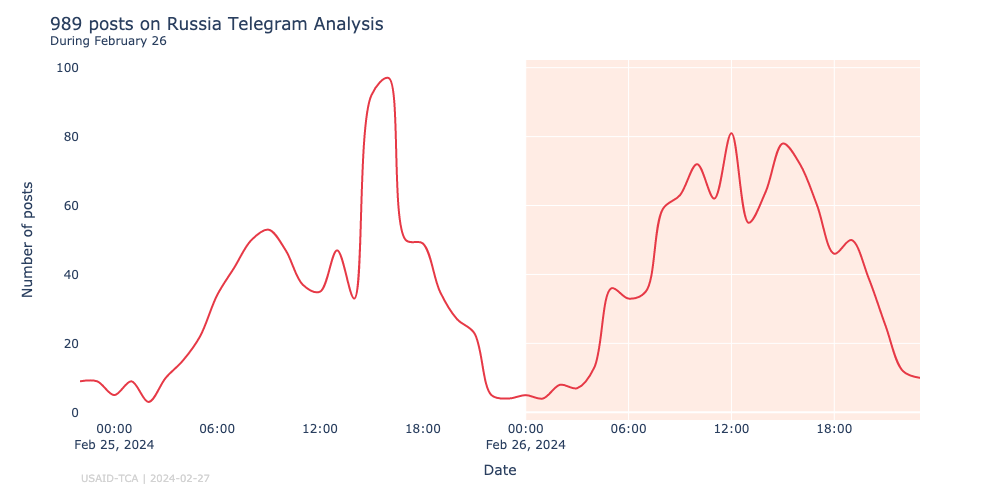 989 posts on Russia Telegram Analysis
During February 26
100
80
60
40
20
0
Number of posts
00:00
Feb 25, 2024
06:00
12:00
18:00
00:00
Feb 26, 2024
06:00
12:00
18:00
Date
USAID-TCA | 2024-02-27